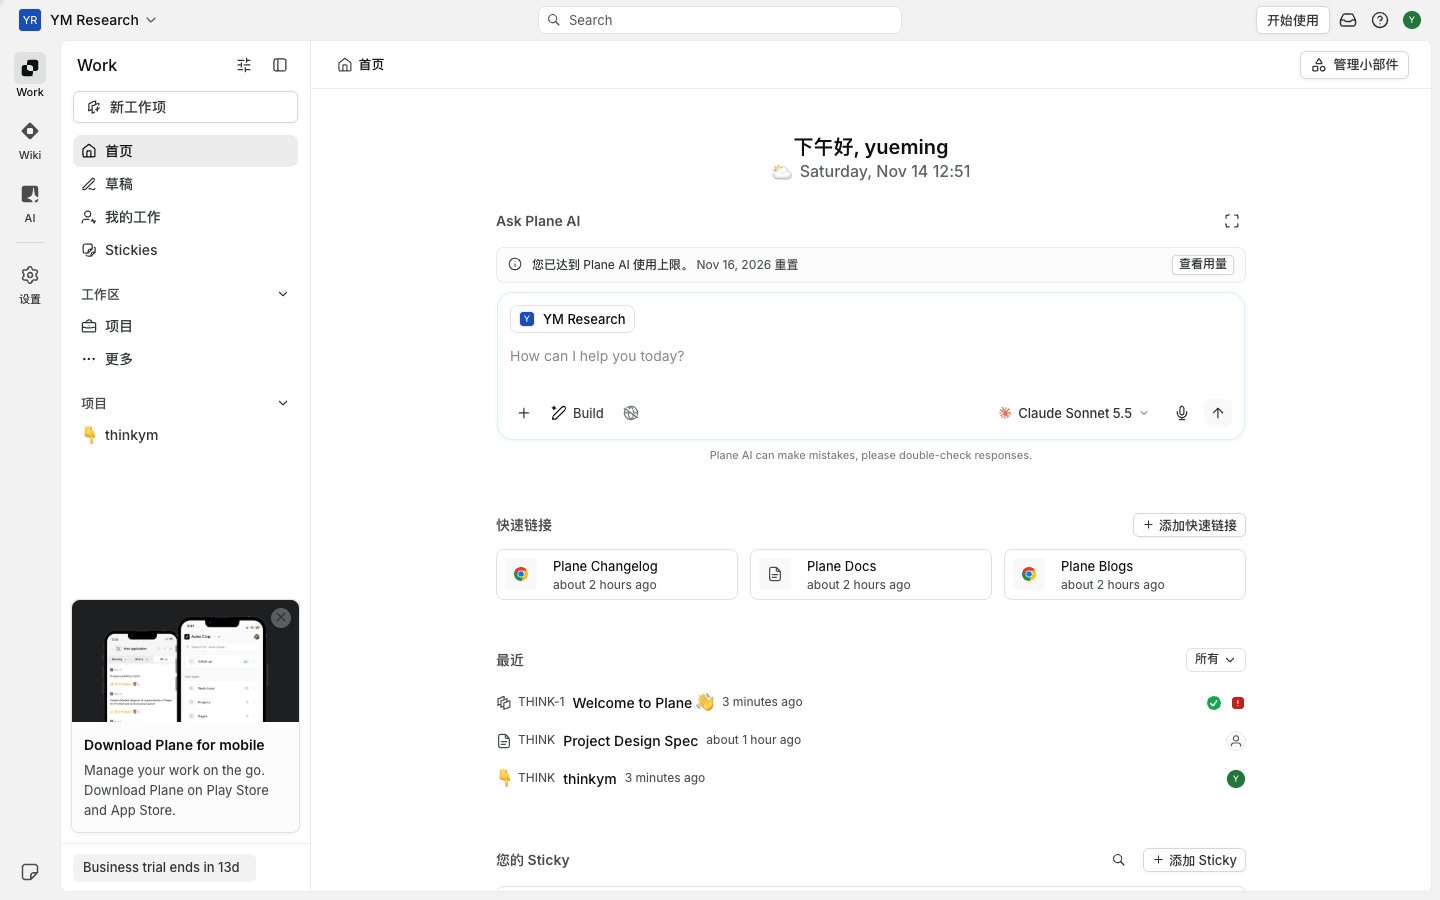 YR YM Research
Search
开始使用
Y
Work
Wiki
AI
设置
Work
新工作项
首页
草稿
我的工作
Stickies
工作区
项目
更多
项目
thinkym
Download Plane for mobile
Manage your work on the go.
Download Plane on Play Store
and App Store.
Business trial ends in 13d
首页
管理小部件
下午好, yueming
Saturday, Nov 14 12:51
Ask Plane AI
您已达到 Plane AI 使用上限。 Nov 16, 2026 重置
查看用量
Y YM Research
How can I help you today?
Build
Claude Sonnet 5.5
Plane AI can make mistakes, please double-check responses.
快速链接
添加快速链接
Plane Changelog
about 2 hours ago
Plane Docs
about 2 hours ago
Plane Blogs
about 2 hours ago
最近
所有
THINK-1 Welcome to Plane 👋 3 minutes ago
THINK Project Design Spec about 1 hour ago
THINK thinkym 3 minutes ago
Y
您的 Sticky
添加 Sticky